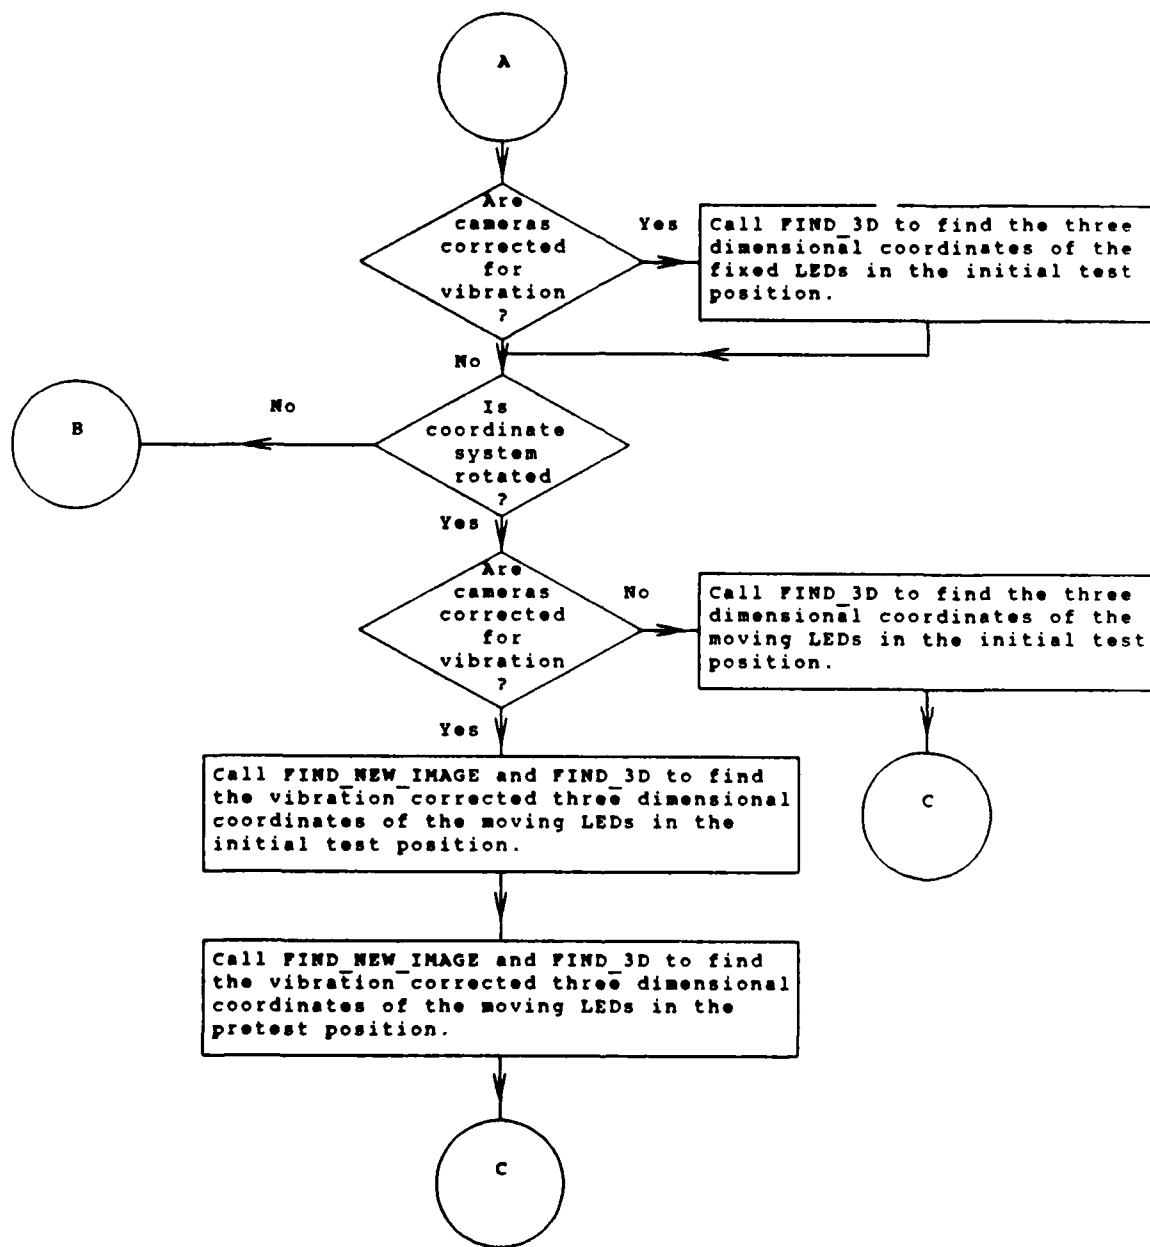 A
Are
cameras
corrected
for
vibration
?
Yes
Call FIND_3D to find the three
dimensional coordinates of the
fixed LEDs in the initial test
position.
No
Is
coordinate
system
rotated
?
No
B
Yes
Are
cameras
corrected
for
vibration
?
No
Call FIND_3D to find the three
dimensional coordinates of the
moving LEDs in the initial test
position.
C
Yes
Call FIND_NEW_IMAGE and FIND_3D to find
the vibration corrected three dimensional
coordinates of the moving LEDs in the
initial test position.
Call FIND_NEW_IMAGE and FIND_3D to find
the vibration corrected three dimensional
coordinates of the moving LEDs in the
pretest position.
C